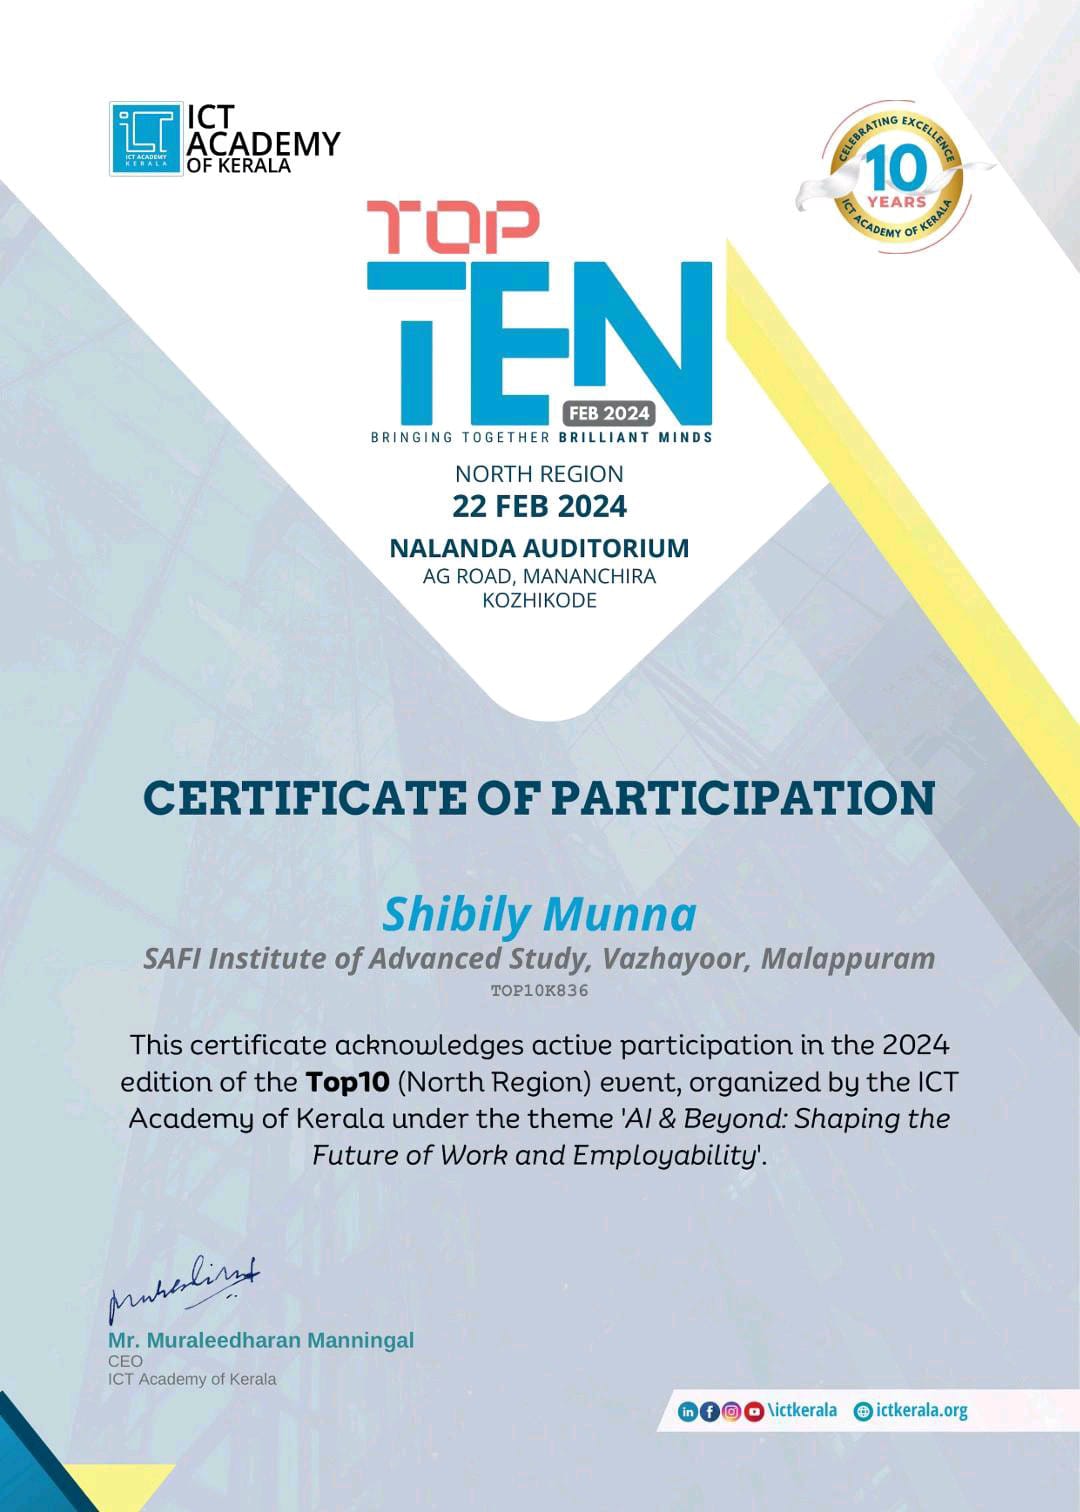 ICT ACADEMY
KERALA
ICT
ACADEMY
OF KERALA
CELEBRATING EXCELLENCE
10
YEARS
ICT ACADEMY OF KERALA
TOP
TEN
FEB 2024
BRINGING TOGETHER BRILLIANT MINDS
NORTH REGION
22 FEB 2024
NALANDA AUDITORIUM
AG ROAD, MANANCHIRA
KOZHIKODE
CERTIFICATE OF PARTICIPATION
Shibily Munna
SAFI Institute of Advanced Study, Vazhayoor, Malappuram
TOP10K836
This certificate acknowledges active participation in the 2024
edition of the Top10 (North Region) event, organized by the ICT
Academy of Kerala under the theme 'AI & Beyond: Shaping the
Future of Work and Employability'.
Mr. Muraleedharan Manningal
CEO
ICT Academy of Kerala
\ictkerala ictkerala.org